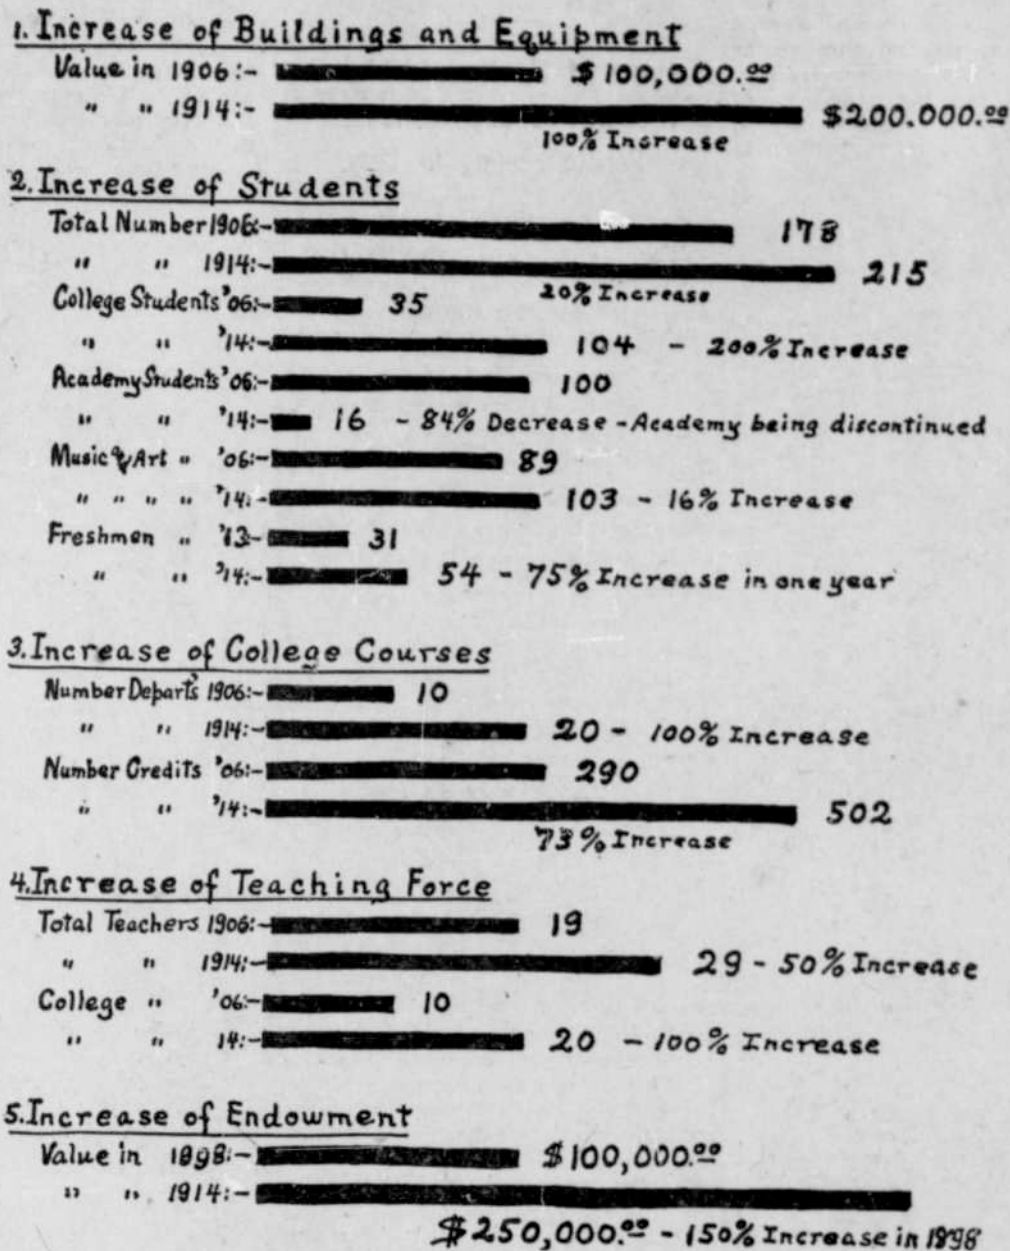 1. Increase of Buildings and Equipment
Value in 1906:- $100,000.00
" " 1914:- $200.000.00
100% Increase
2. Increase of Students
Total Number 1906:- 178
" " 1914:- 215
20% Increase
College Students '06:- 35
" " '14:- 104 - 200% Increase
Academy Students '06:- 100
" " '14:- 16 - 84% Decrease - Academy being discontinued
Music & Art " '06:- 89
" " " " '14:- 103 - 16% Increase
Freshmen " '13- 31
" " '14:- 54 - 75% Increase in one year
3. Increase of College Courses
Number Depart's 1906:- 10
" " 1914:- 20 - 100% Increase
Number Credits '06:- 290
" " '14:- 502
73% Increase
4. Increase of Teaching Force
Total Teachers 1906:- 19
" " 1914:- 29 - 50% Increase
College " '06:- 10
" " 14:- 20 - 100% Increase
5. Increase of Endowment
Value in 1898:- $100,000.00
" " 1914:-
$250,000.00 - 150% Increase in 1898